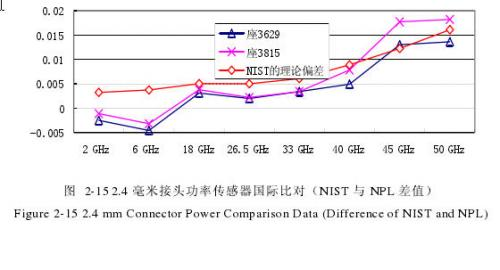 0.02
0.015
0.01
0.005
0
-0.005
座3629
座3815
NIST的理论偏差
2 GHz 6 GHz 18 GHz 26.5 GHz 33 GHz 40 GHz 45 GHz 50 GHz
图 2-15 2.4 毫米接头功率传感器国际比对（NIST 与 NPL 差值）
Figure 2-15 2.4 mm Connector Power Comparison Data (Difference of NIST and NPL)